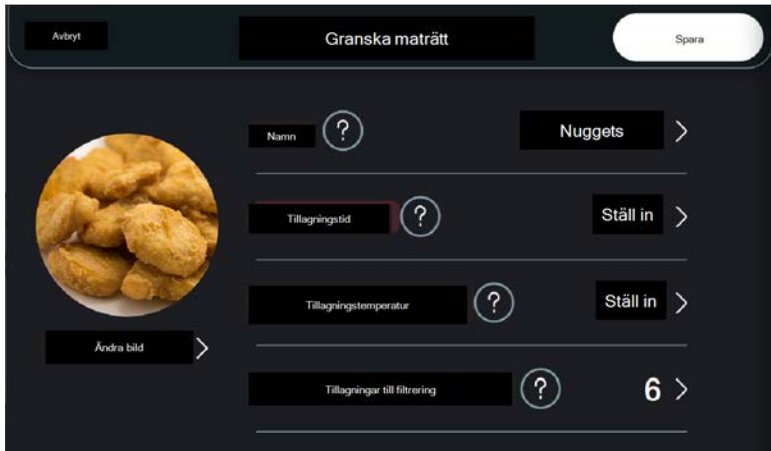 Avbryt
Granska maträtt
Spara
Namn
?
Nuggets
Tillagningstid
?
Ställ in
Tillagningstemperatur
?
Ställ in
Ändra bild
Tillagningar till filtrering
?
6